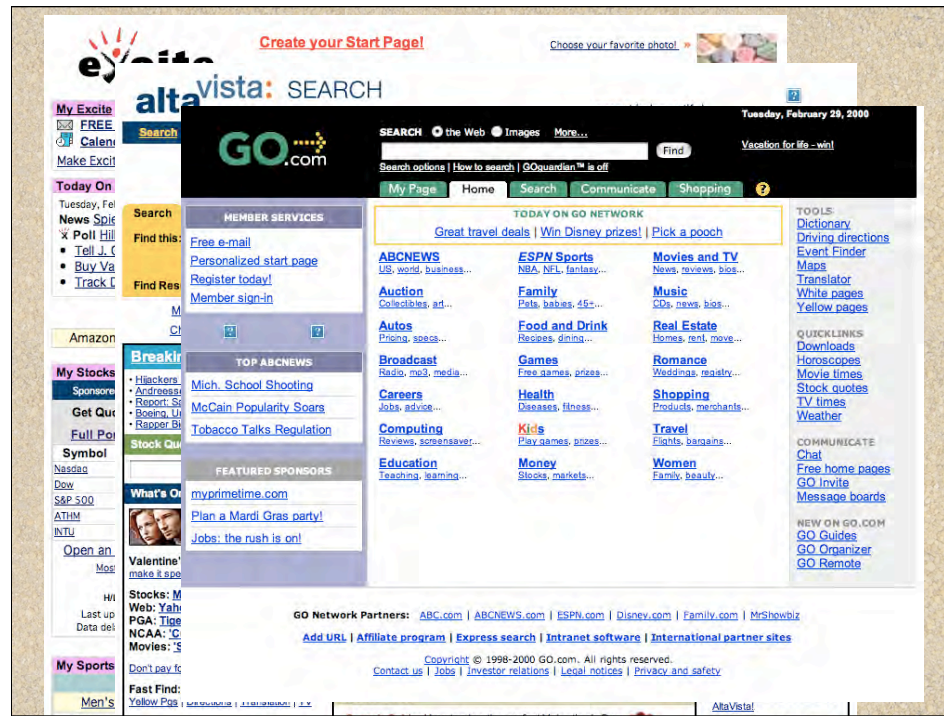 Create your Start Page!
Choose your favorite photo! »
excite
alta
vista: SEARCH
My Excite
FREE
Calen
Make Excit
Today On
Tuesday, Fel
News Spie
Poll Hil
Tell J. C
Buy Va
Track D
Amazon
My Stocks
Sponsore
Get Quo
Full Por
Symbol
Nasdaq
Dow
S&P 500
ATHM
INTU
Open an
Mos
H/L
Last up
Data del
My Sports
Men's
Search
Search
Find this:
Find Res
Breakin
• Hijackers
• Andreesse
• Report: Sa
• Boeing, Un
• Rapper Bi
Stock Qu
What's On
Valentine'
make it spe
Stocks: M
Web: Yah
PGA: Tige
NCAA: 'C
Movies: 'S
Don't pay fo
Fast Find:
Yellow Pgs | Directions | Translation | TV
AltaVista!
GO.com
Tuesday, February 29, 2000
SEARCH the Web Images More...
Find
Vacation for life - win!
Search options | How to search | GOguardian™ is off
My Page Home Search Communicate Shopping ?
MEMBER SERVICES
Free e-mail
Personalized start page
Register today!
Member sign-in
TOP ABCNEWS
Mich. School Shooting
McCain Popularity Soars
Tobacco Talks Regulation
FEATURED SPONSORS
myprimetime.com
Plan a Mardi Gras party!
Jobs: the rush is on!
TODAY ON GO NETWORK
Great travel deals | Win Disney prizes! | Pick a pooch
ABCNEWS
US, world, business...
Auction
Collectibles, art...
Autos
Pricing, specs...
Broadcast
Radio, mp3, media...
Careers
Jobs, advice...
Computing
Reviews, screensaver...
Education
Teaching, learning...
ESPN Sports
NBA, NFL, fantasy...
Family
Pets, babies, 45+...
Food and Drink
Recipes, dining...
Games
Free games, prizes...
Health
Diseases, fitness...
Kids
Play games, prizes...
Money
Stocks, markets...
Movies and TV
News, reviews, bios...
Music
CDs, news, bios...
Real Estate
Homes, rent, move...
Romance
Weddings, registry...
Shopping
Products, merchants...
Travel
Flights, bargains...
Women
Family, beauty...
TOOLS
Dictionary
Driving directions
Event Finder
Maps
Translator
White pages
Yellow pages
QUICKLINKS
Downloads
Horoscopes
Movie times
Stock quotes
TV times
Weather
COMMUNICATE
Chat
Free home pages
GO Invite
Message boards
NEW ON GO.COM
GO Guides
GO Organizer
GO Remote
GO Network Partners: ABC.com | ABCNEWS.com | ESPN.com | Disney.com | Family.com | MrShowbiz
Add URL | Affiliate program | Express search | Intranet software | International partner sites
Copyright © 1998-2000 GO.com. All rights reserved.
Contact us | Jobs | Investor relations | Legal notices | Privacy and safety